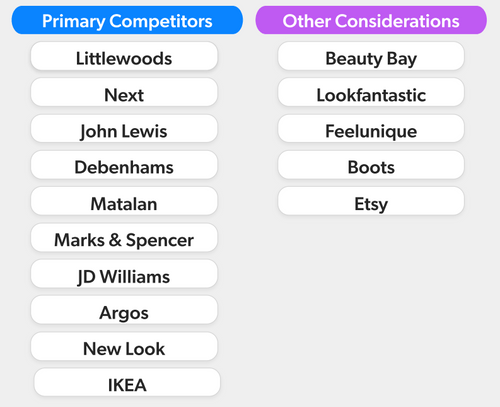 Primary Competitors
Littlewoods
Next
John Lewis
Debenhams
Matalan
Marks & Spencer
JD Williams
Argos
New Look
IKEA
Other Considerations
Beauty Bay
Lookfantastic
Feelunique
Boots
Etsy